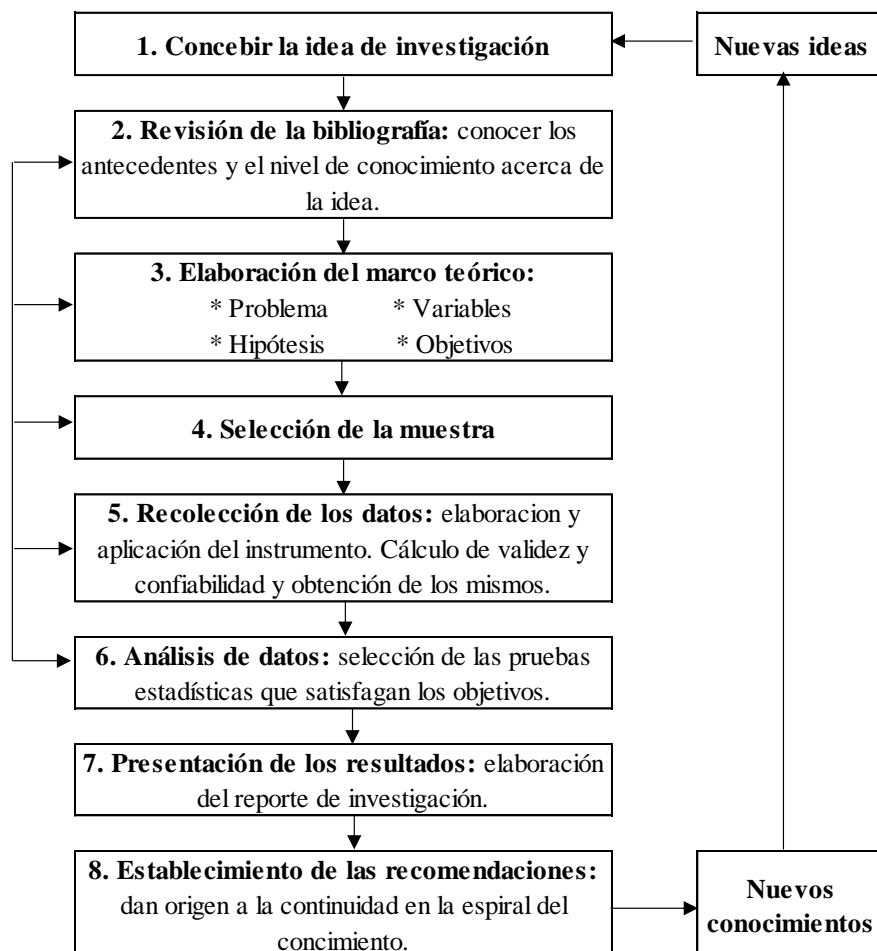 1. Concebir la idea de investigación
Nuevas ideas
2. Revisión de la bibliografía: conocer los
antecedentes y el nivel de conocimiento acerca de
la idea.
3. Elaboración del marco teórico:
* Problema * Variables
* Hipótesis * Objetivos
4. Selección de la muestra
5. Recolección de los datos: elaboracion y
aplicación del instrumento. Cálculo de validez y
confiabilidad y obtención de los mismos.
6. Análisis de datos: selección de las pruebas
estadísticas que satisfagan los objetivos.
7. Presentación de los resultados: elaboración
del reporte de investigación.
8. Establecimiento de las recomendaciones:
dan origen a la continuidad en la espiral del
concimiento.
Nuevos
conocimientos